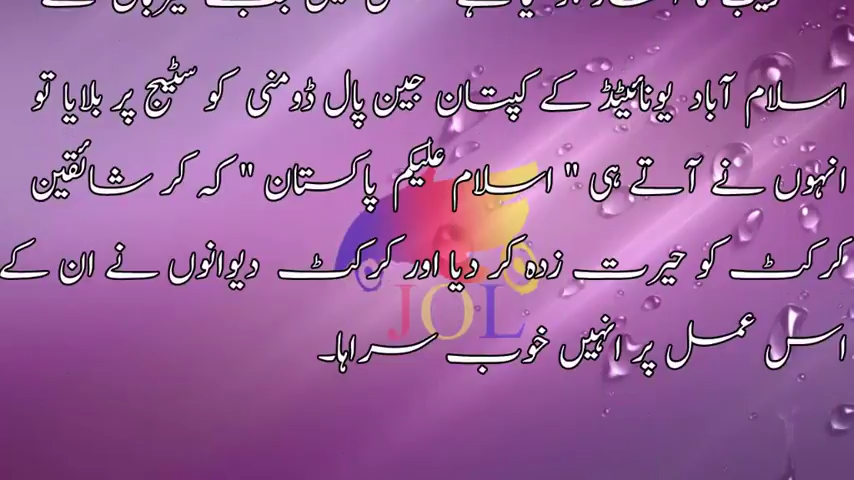 اسلام آباد یونائیٹڈ کے کپتان جین پال ڈومنی کو سٹیج پر بلایا تو
انہوں نے آتے ہی " اسلام علیکم پاکستان " کہ کر شائقین
کرکٹ کو حیرت زدہ کر دیا اور کرکٹ دیوانوں نے ان کے
اس عمل پر انہیں خوب سراہا۔
JOL